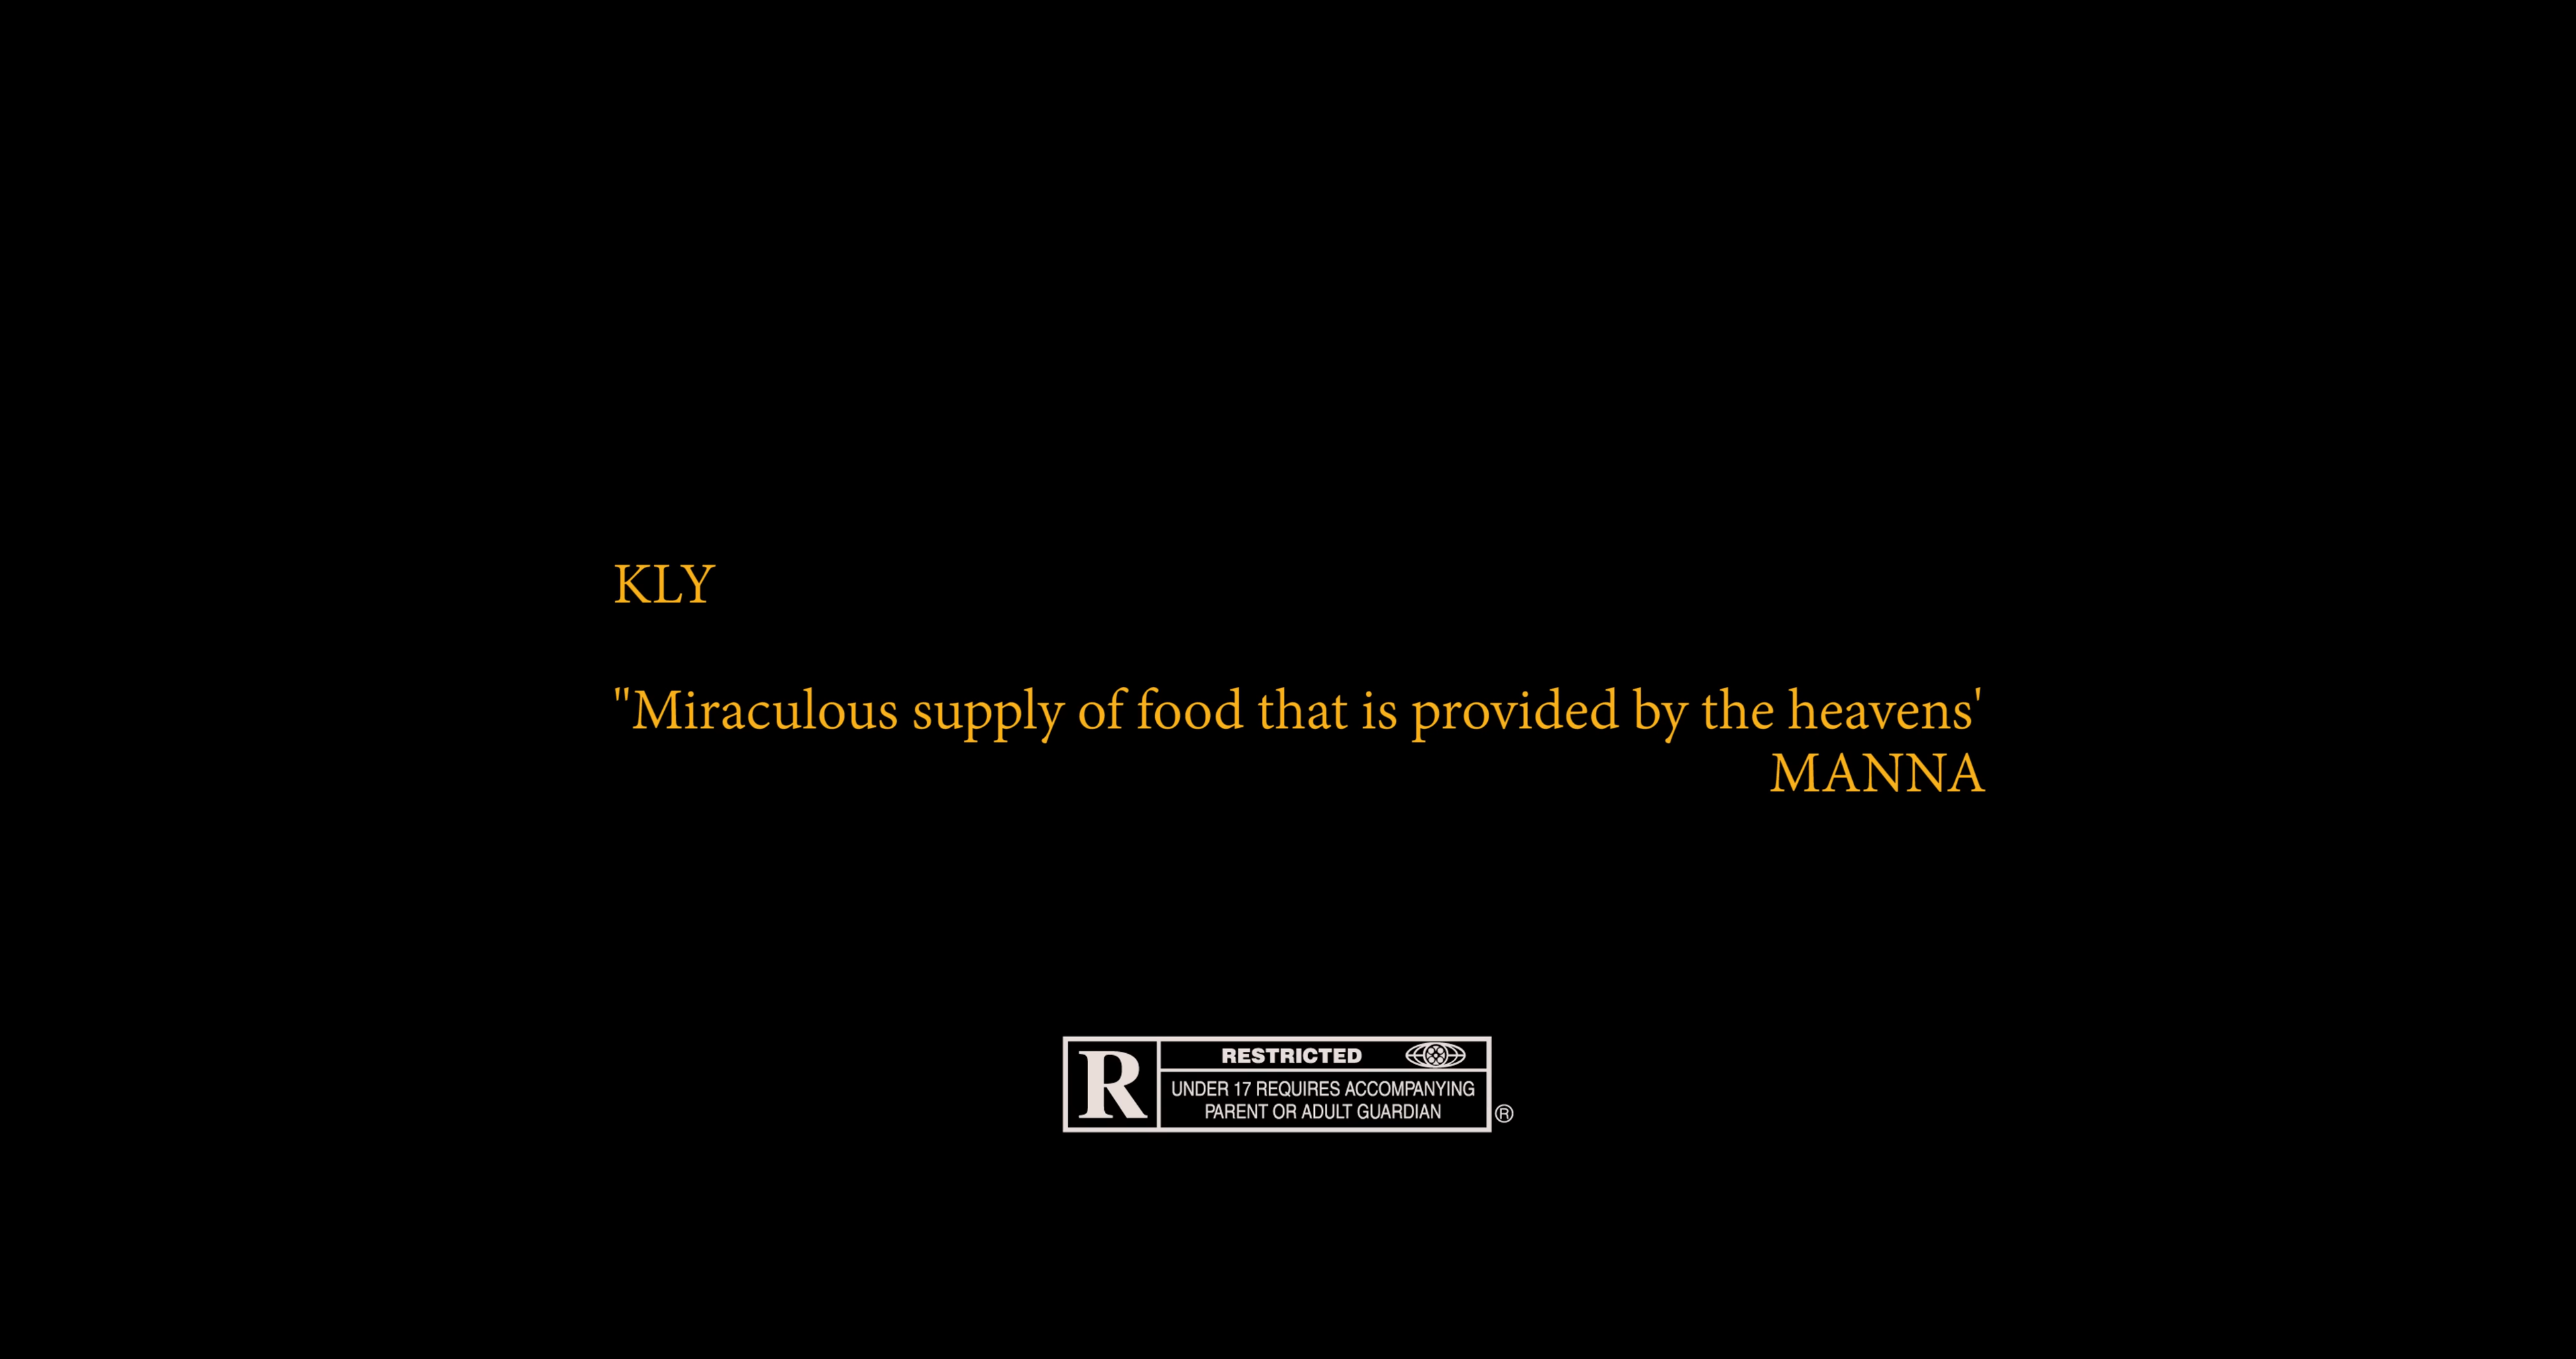 KLY
"Miraculous supply of food that is provided by the heavens'
MANNA
R
RESTRICTED
UNDER 17 REQUIRES ACCOMPANYING
PARENT OR ADULT GUARDIAN
®